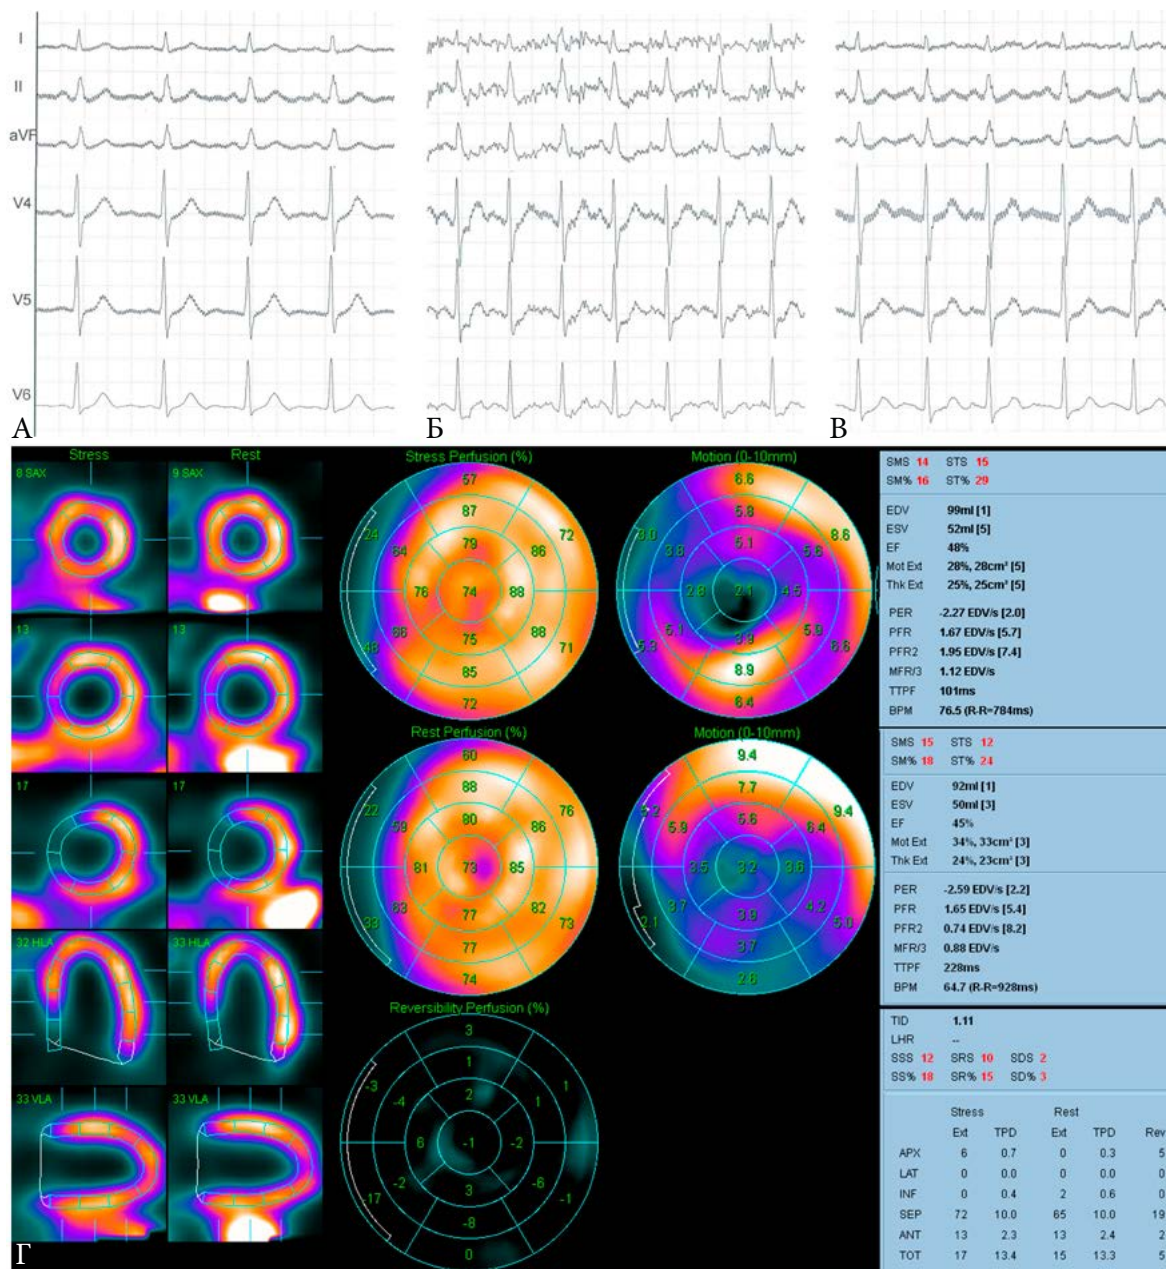 I
II
aVF
V4
V5
V6
А
Б
В
Stress
Rest
8 SAX
9 SAX
13
13
17
17
32 HLA
33 HLA
33 VLA
33 VLA
Г
Stress Perfusion (%)
57
87
79
24
64
72
86
76
74
88
66
75
88
48
71
85
72
Motion (0-10mm)
6.6
5.8
5.1
3.0
3.8
8.6
5.6
2.8
2.1
4.5
5.1
3.9
5.9
5.3
6.6
8.9
6.4
Rest Perfusion (%)
60
88
80
22
59
76
86
81
73
85
63
77
82
33
73
77
74
Motion (0-10mm)
9.4
7.7
5.6
5.2
5.9
9.4
6.4
3.5
3.2
3.6
3.7
3.9
4.2
2.1
5.0
3.7
2.6
Reversibility Perfusion (%)
3
1
2
-3
-4
1
1
6
-1
-2
-2
3
-6
-17
-1
-8
0
SMS 14 STS 15
SM% 16 ST% 29
EDV 99ml [1]
ESV 52ml [5]
EF 48%
Mot Ext 28%, 28cm² [5]
Thk Ext 25%, 25cm² [5]
PER -2.27 EDV/s [2.0]
PFR 1.67 EDV/s [5.7]
PFR2 1.95 EDV/s [7.4]
MFR/3 1.12 EDV/s
TTPF 101ms
BPM 76.5 (R-R=784ms)
SMS 15 STS 12
SM% 18 ST% 24
EDV 92ml [1]
ESV 50ml [3]
EF 45%
Mot Ext 34%, 33cm² [3]
Thk Ext 24%, 23cm² [3]
PER -2.59 EDV/s [2.2]
PFR 1.65 EDV/s [5.4]
PFR2 0.74 EDV/s [8.2]
MFR/3 0.88 EDV/s
TTPF 228ms
BPM 64.7 (R-R=928ms)
TID 1.11
LHR --
SSS 12 SRS 10 SDS 2
SS% 18 SR% 15 SD% 3
Stress Rest
Ext TPD Ext TPD Rev
APX 6 0.7 0 0.3 5
LAT 0 0.0 0 0.0 0
INF 0 0.4 2 0.6 0
SEP 72 10.0 65 10.0 19
ANT 13 2.3 13 2.4 2
TOT 17 13.4 15 13.3 5